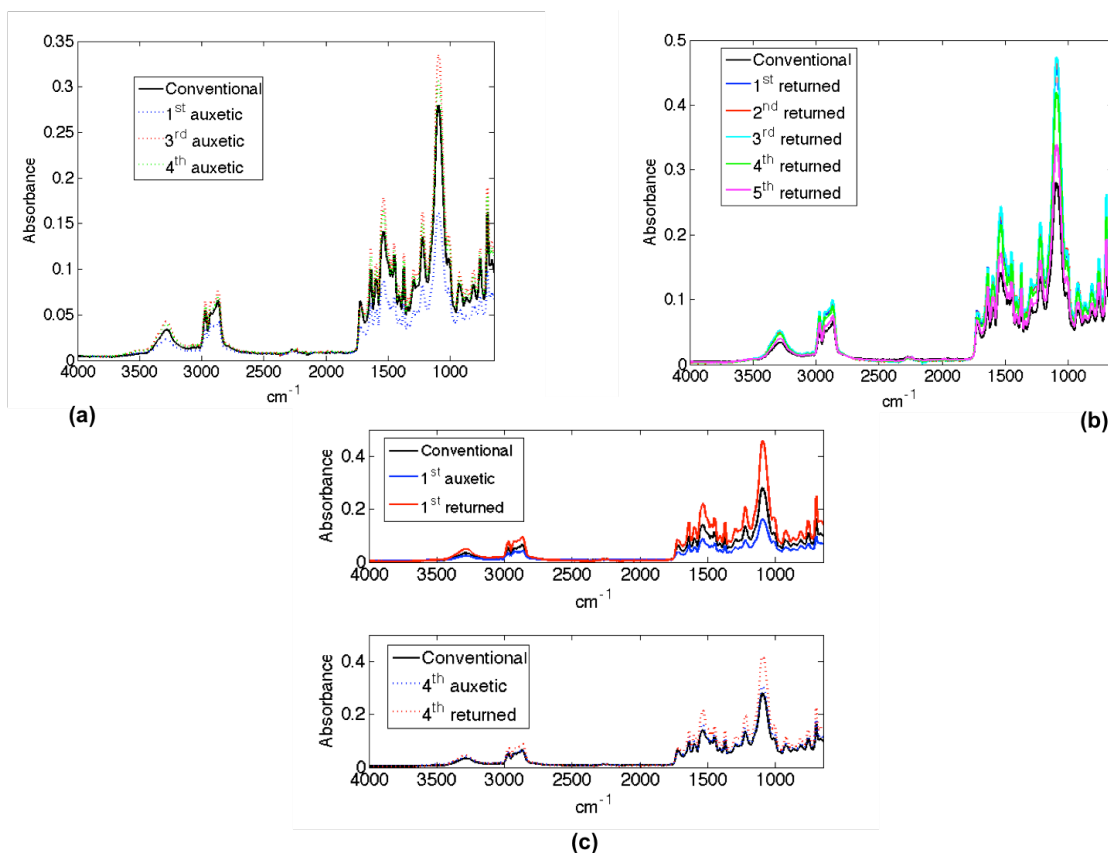 0.35
0.3
0.25
0.2
0.15
0.1
0.05
0
Absorbance
Conventional
1st auxetic
3rd auxetic
4th auxetic
4000 3500 3000 2500 2000 1500 1000
cm-1
(a)
0.5
0.4
0.3
0.2
0.1
0
Absorbance
Conventional
1st returned
2nd returned
3rd returned
4th returned
5th returned
4000 3500 3000 2500 2000 1500 1000
cm-1
(b)
0.4
0.2
0
Absorbance
Conventional
1st auxetic
1st returned
4000 3500 3000 2500 2000 1500 1000
cm-1
0.4
0.2
0
Absorbance
Conventional
4th auxetic
4th returned
4000 3500 3000 2500 2000 1500 1000
cm-1
(c)